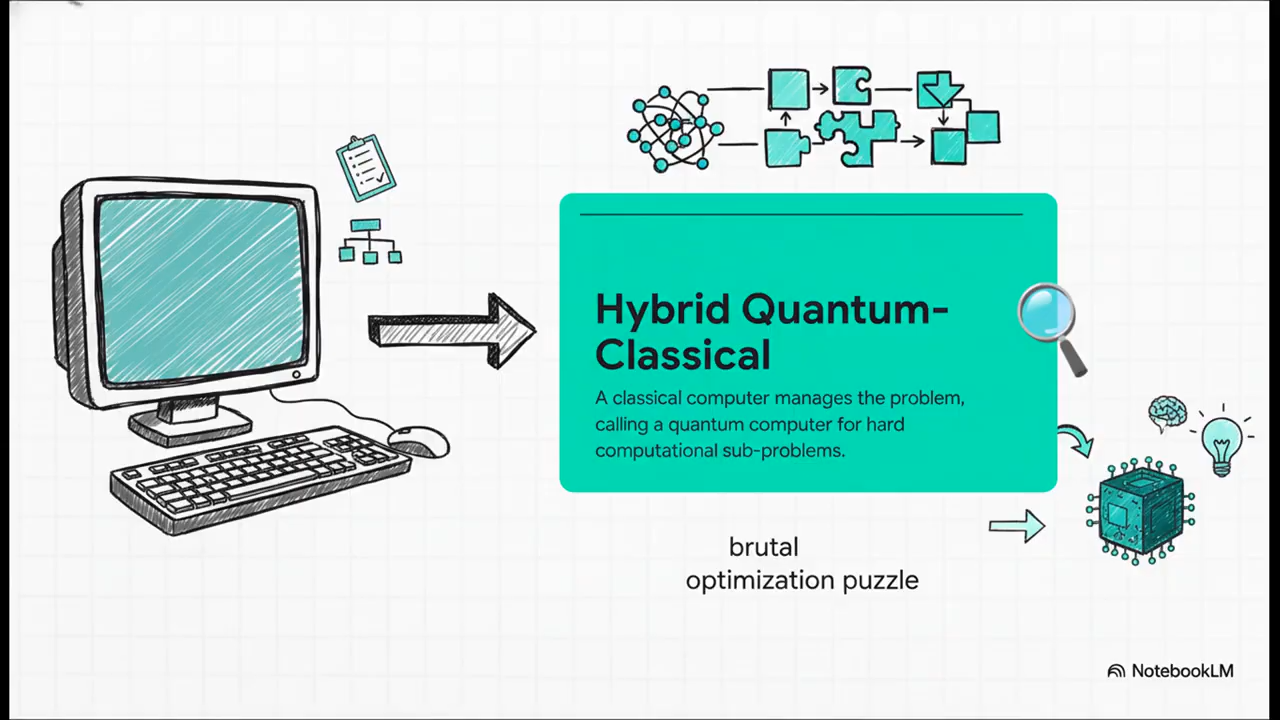 Hybrid Quantum-
Classical
A classical computer manages the problem,
calling a quantum computer for hard
computational sub-problems.
brutal
optimization puzzle
NotebookLM